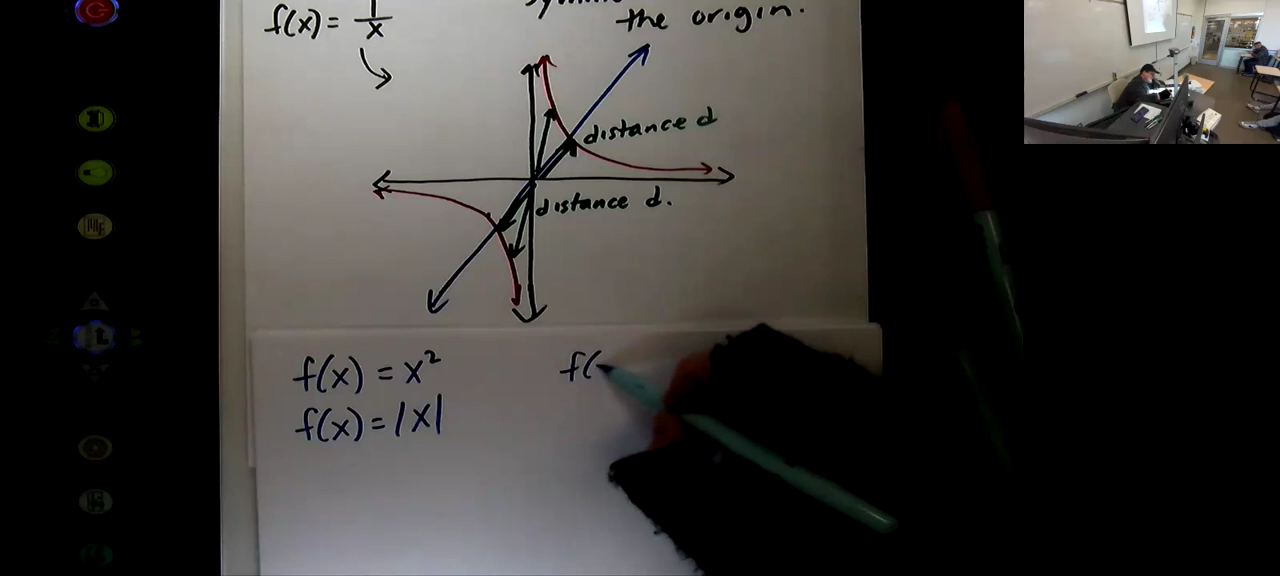 f(x) = 1/x
the origin.
distance d
distance d.
f(x) = x²
f(x) = |x|
f(